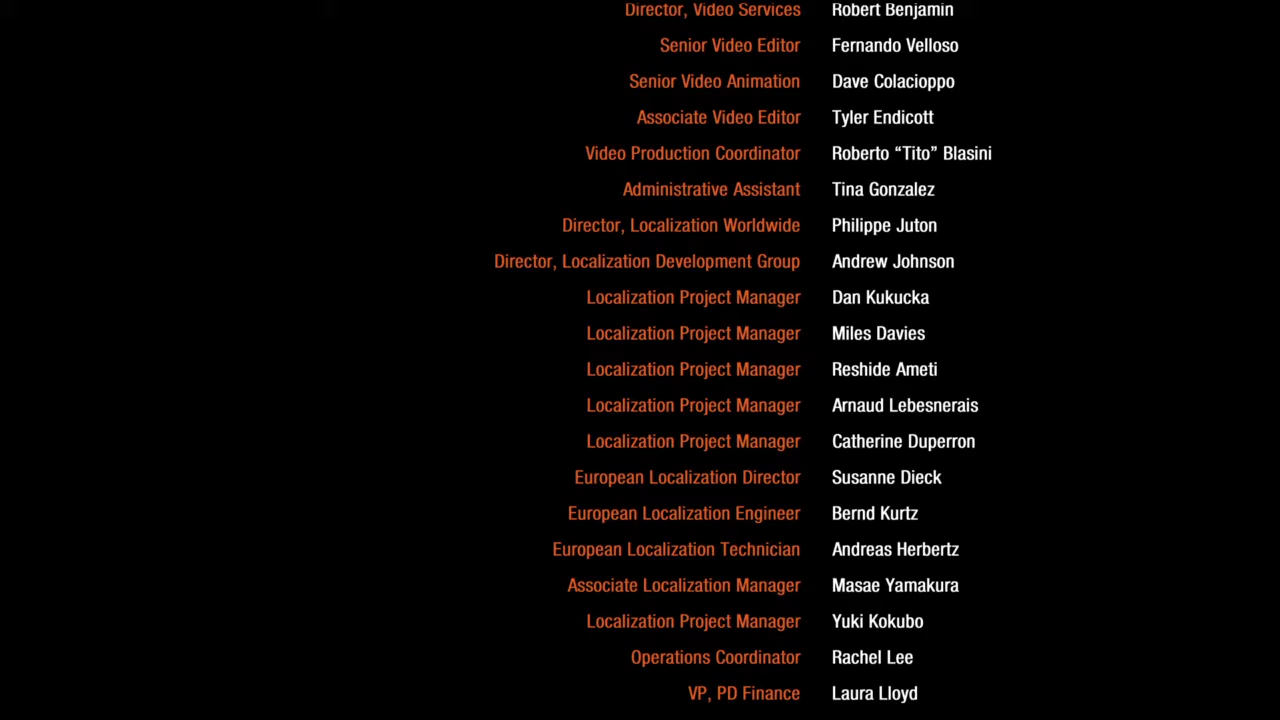 Director, Video Services Robert Benjamin
Senior Video Editor Fernando Velloso
Senior Video Animation Dave Colacioppo
Associate Video Editor Tyler Endicott
Video Production Coordinator Roberto “Tito” Blasini
Administrative Assistant Tina Gonzalez
Director, Localization Worldwide Philippe Juton
Director, Localization Development Group Andrew Johnson
Localization Project Manager Dan Kukucka
Localization Project Manager Miles Davies
Localization Project Manager Reshide Ameti
Localization Project Manager Arnaud Lebesnerais
Localization Project Manager Catherine Duperron
European Localization Director Susanne Dieck
European Localization Engineer Bernd Kurtz
European Localization Technician Andreas Herbertz
Associate Localization Manager Masae Yamakura
Localization Project Manager Yuki Kokubo
Operations Coordinator Rachel Lee
VP, PD Finance Laura Lloyd